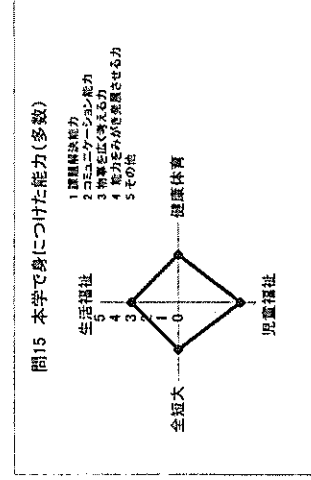 問15 本学で身につけた能力(多数)
1 課題解決能力
2 コミュニケーション能力
3 物事を広く考える力
4 能力をみがき発展させる力
5 その他
生活福祉
5
4
3
2
1
0
健康体育
児童福祉
全短大